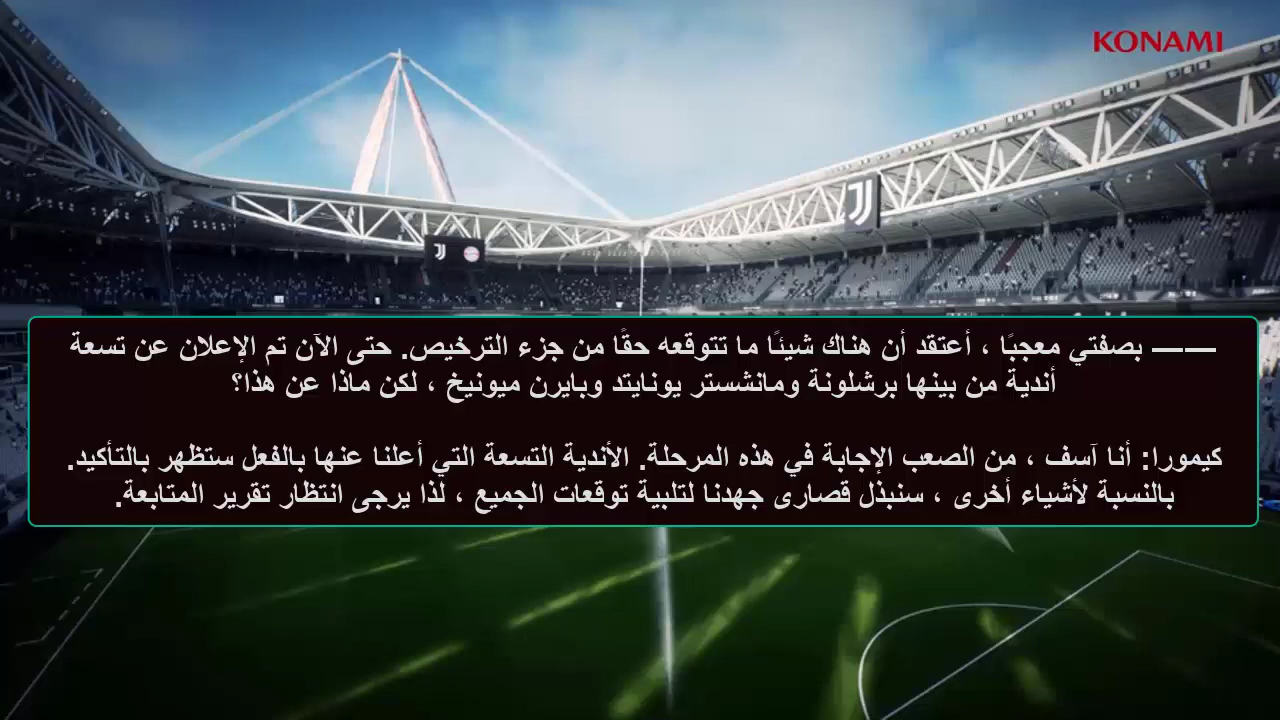 KONAMI
—— بصفتي معجبًا ، أعتقد أن هناك شيئًا ما تتوقعه حقًا من جزء الترخيص. حتى الآن تم الإعلان عن تسعة
أندية من بينها برشلونة ومانشستر يونايتد وبايرن ميونيخ ، لكن ماذا عن هذا؟
كيمورا: أنا آسف ، من الصعب الإجابة في هذه المرحلة. الأندية التسعة التي أعلنا عنها بالفعل ستظهر بالتأكيد.
بالنسبة لأشياء أخرى ، سنبذل قصارى جهدنا لتلبية توقعات الجميع ، لذا يرجى انتظار تقرير المتابعة.